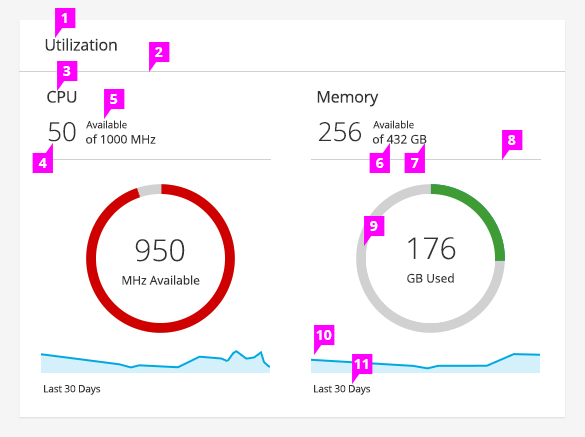 1
Utilization
2
3
CPU
Memory
5
50
Available
of 1000 MHz
256
Available
of 432 GB
8
4
6
7
9
950
MHz Available
176
GB Used
10
11
Last 30 Days
Last 30 Days